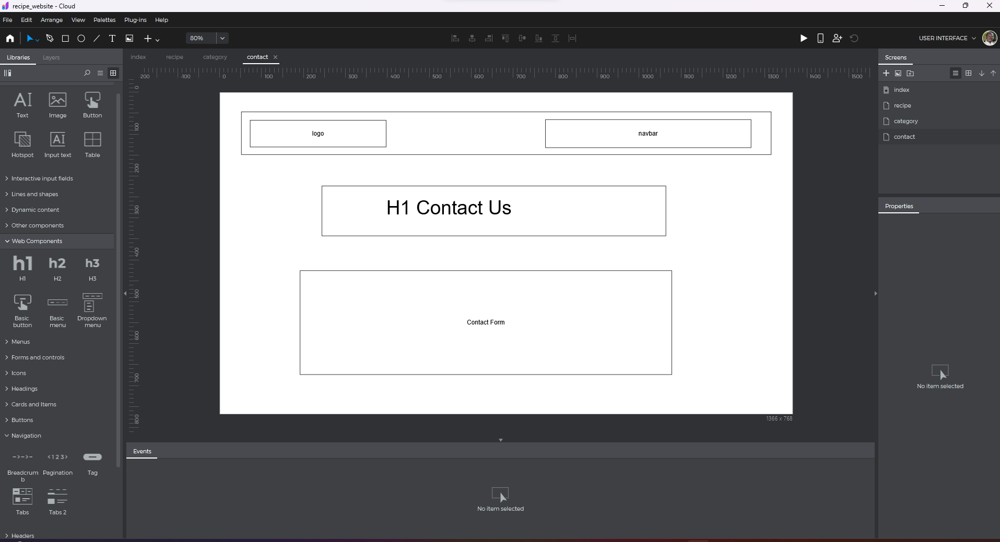 recipe_website - Cloud
File Edit Arrange View Palettes Plug-ins Help
80%
USER INTERFACE
Libraries Layers
index recipe category contact
Screens
200 -100 0 100 200 300 400 500 600 700 800 900 1000 1100 1200 1300 1400 1500
0
100
200
300
400
500
600
700
800
Text Image Button
Hotspot Input text Table
Interactive input fields
Lines and shapes
Dynamic content
Other components
Web Components
h1 h2 h3
H1 H2 H3
Basic button
Basic menu
Dropdown menu
Menus
Forms and controls
Icons
Headings
Cards and Items
Buttons
Navigation
<123>
Breadcrumb
Pagination
Tag
Tabs Tabs 2
Headers
logo
navbar
H1 Contact Us
Contact Form
1366 x 768
Events
No item selected
index
recipe
category
contact
Properties
No item selected